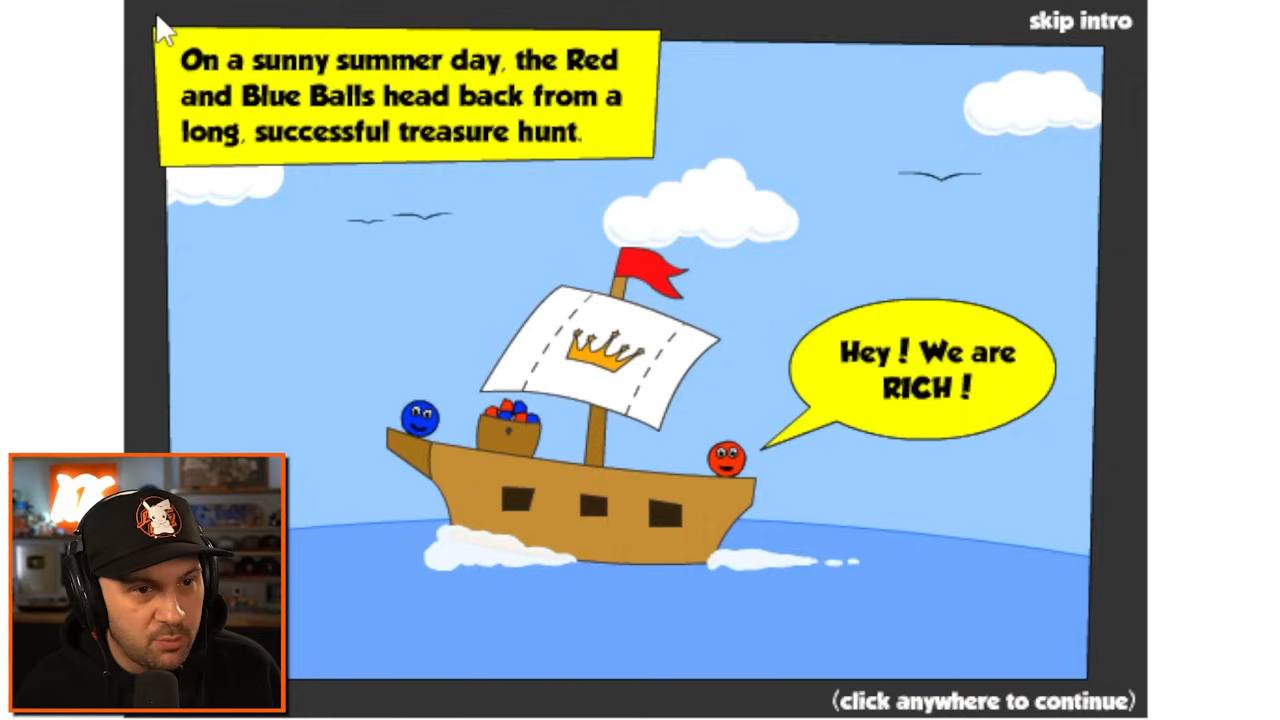 skip intro
On a sunny summer day, the Red
and Blue Balls head back from a
long, successful treasure hunt.
Hey! We are
RICH!
(click anywhere to continue)